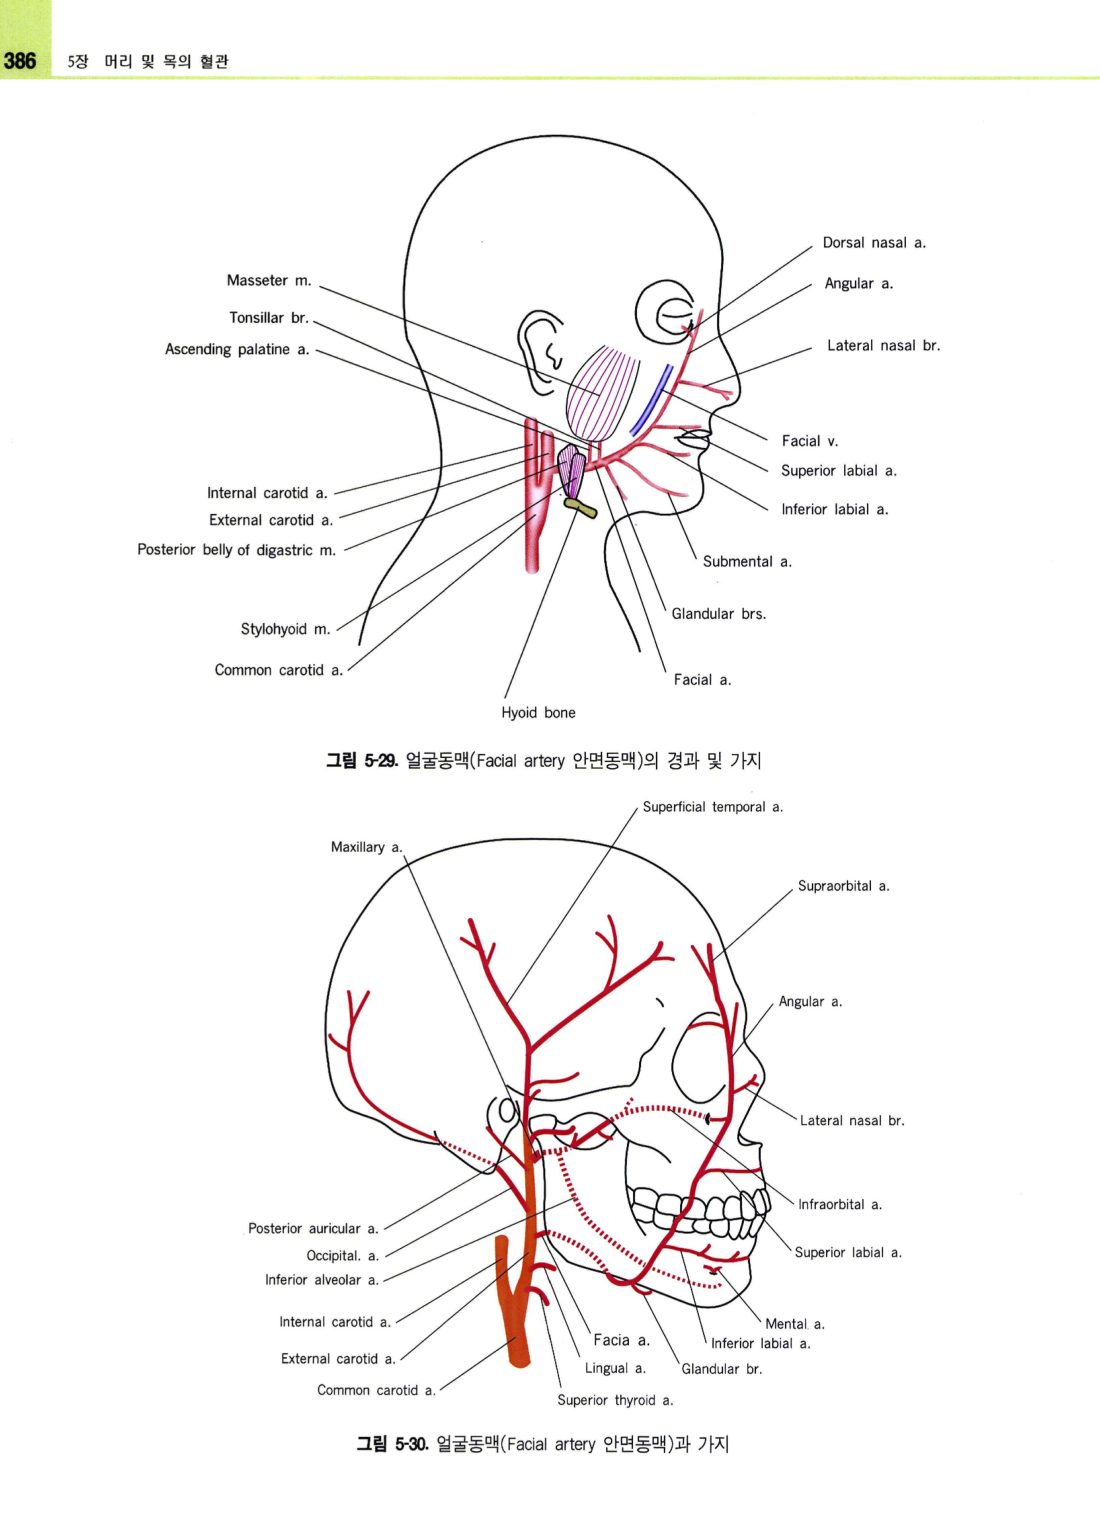 386
5장 머리 및 목의 혈관
Dorsal nasal a.
Masseter m.
Angular a.
Tonsillar br.
Lateral nasal br.
Ascending palatine a.
Facial v.
Superior labial a.
Internal carotid a.
Inferior labial a.
External carotid a.
Posterior belly of digastric m.
Submental a.
Glandular brs.
Stylohyoid m.
Common carotid a.
Facial a.
Hyoid bone
그림 5-29. 얼굴동맥(Facial artery 안면동맥)의 경과 및 가지
Superficial temporal a.
Maxillary a.
Supraorbital a.
Angular a.
Lateral nasal br.
Infraorbital a.
Posterior auricular a.
Occipital. a.
Superior labial a.
Inferior alveolar a.
Internal carotid a.
Mental a.
Facia a.
Inferior labial a.
External carotid a.
Lingual a.
Glandular br.
Common carotid a.
Superior thyroid a.
그림 5-30. 얼굴동맥(Facial artery 안면동맥)과 가지